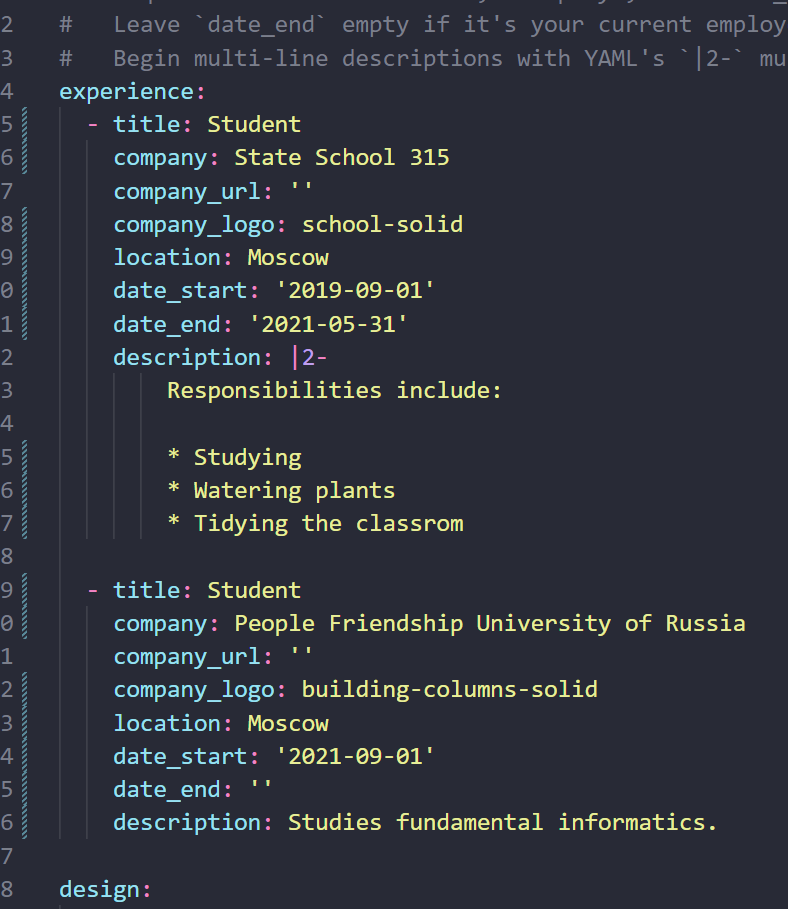 2 #   Leave `date_end` empty if it's your current employ
3 #   Begin multi-line descriptions with YAML's `|2-` mu
4 experience:
5   - title: Student
6     company: State School 315
7     company_url: ''
8     company_logo: school-solid
9     location: Moscow
0     date_start: '2019-09-01'
1     date_end: '2021-05-31'
2     description: |2-
3         Responsibilities include:
4
5         * Studying
6         * Watering plants
7         * Tidying the classrom
8
9   - title: Student
0     company: People Friendship University of Russia
1     company_url: ''
2     company_logo: building-columns-solid
3     location: Moscow
4     date_start: '2021-09-01'
5     date_end: ''
6     description: Studies fundamental informatics.
7
8 design: